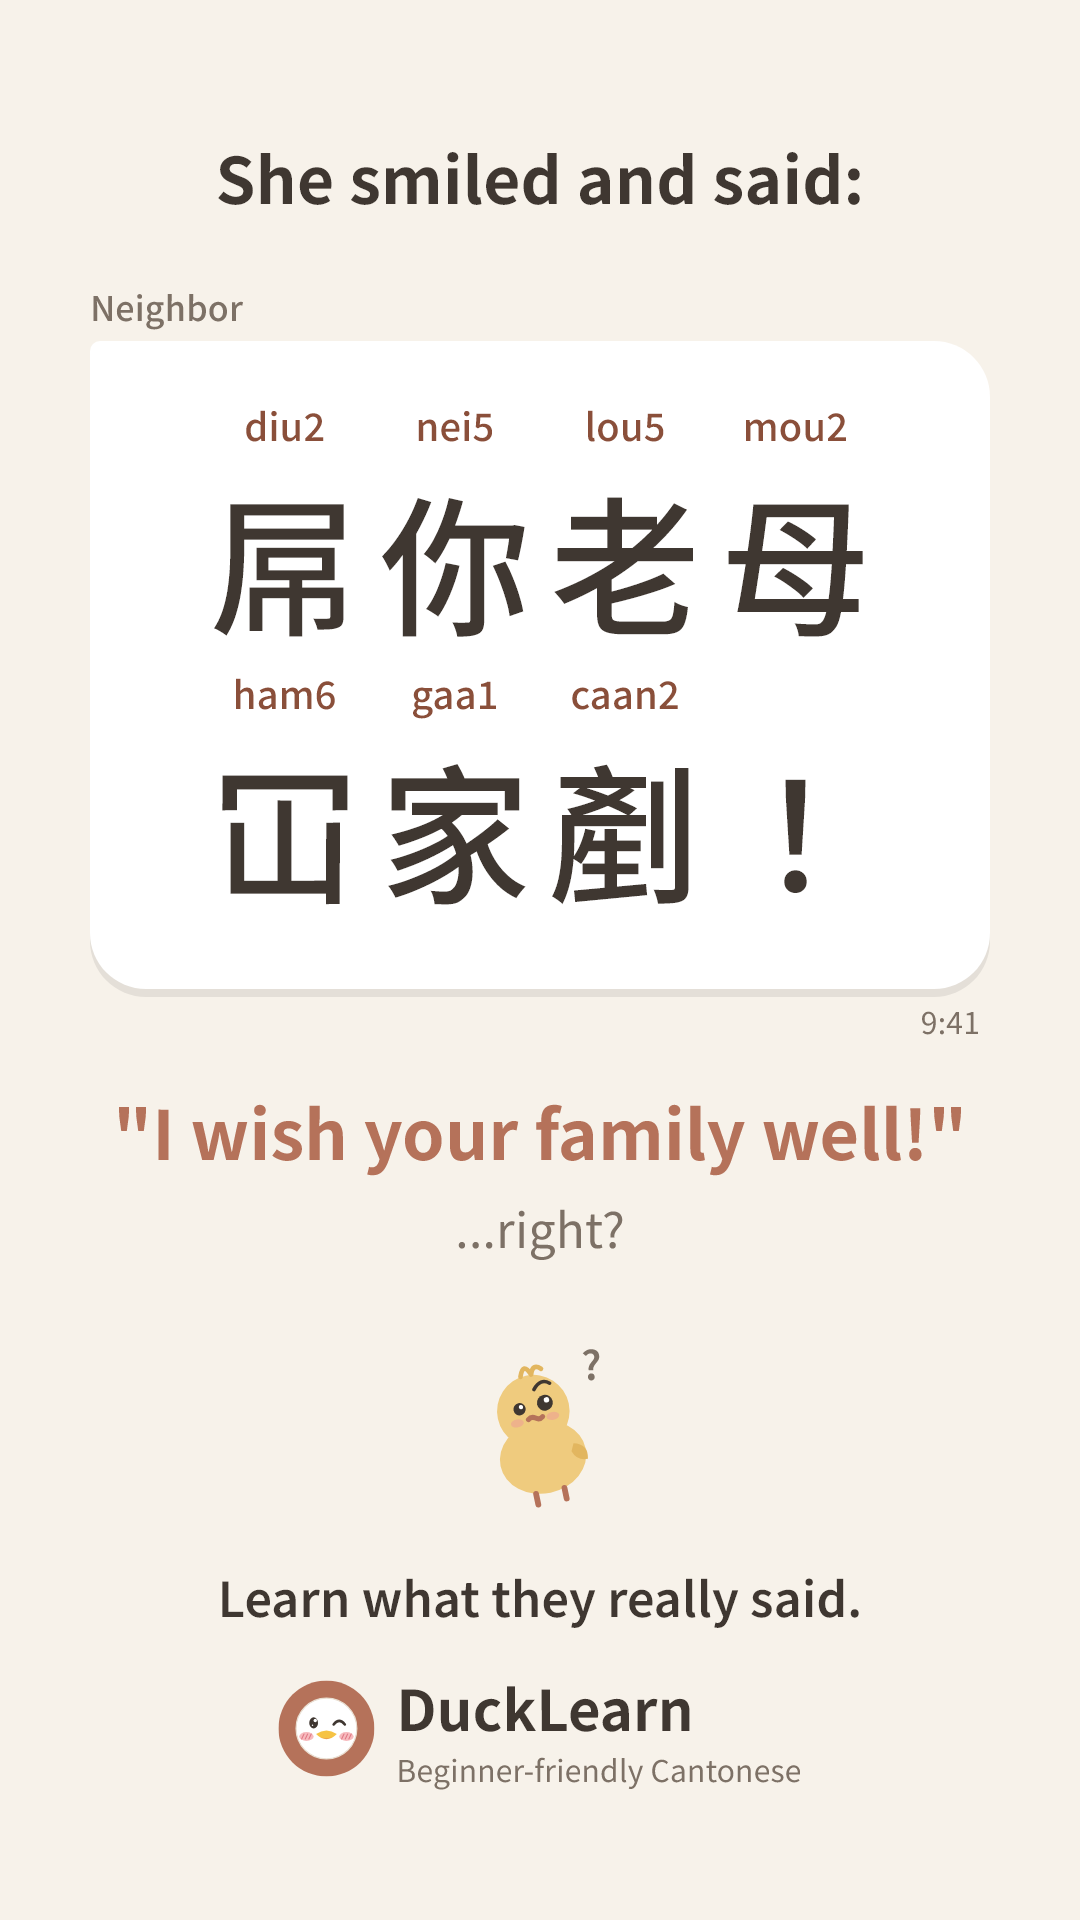 She smiled and said:
Neighbor
diu2 nei5 lou5 mou2
屌你老母
ham6 gaa1 caan2
冚家剷！
9:41
"I wish your family well!"
...right?
?
Learn what they really said.
DuckLearn
Beginner-friendly Cantonese